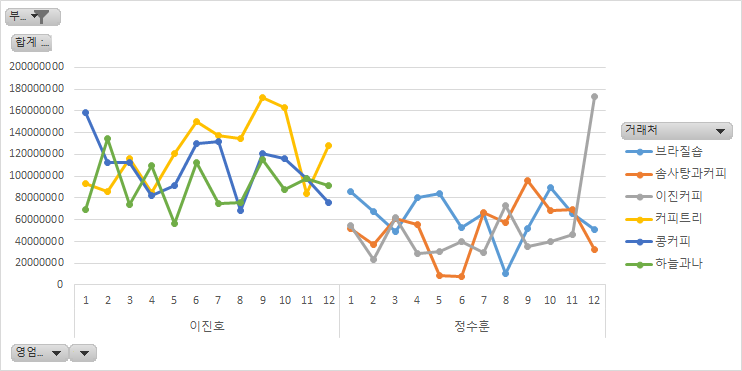 부...
합계 :...
200000000
180000000
160000000
140000000
120000000
100000000
80000000
60000000
40000000
20000000
0
1 2 3 4 5 6 7 8 9 10 11 12 1 2 3 4 5 6 7 8 9 10 11 12
이진호 정수훈
거래처
브라질습
솜사탕과커피
이진커피
커피트리
콩커피
하늘과나
영업...